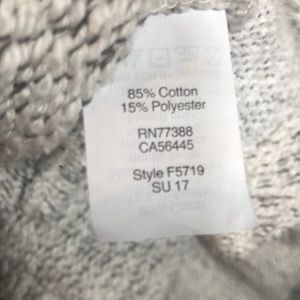 85% Cotton
15% Polyester
RN77388
CA56445
Style F5719
SU 17